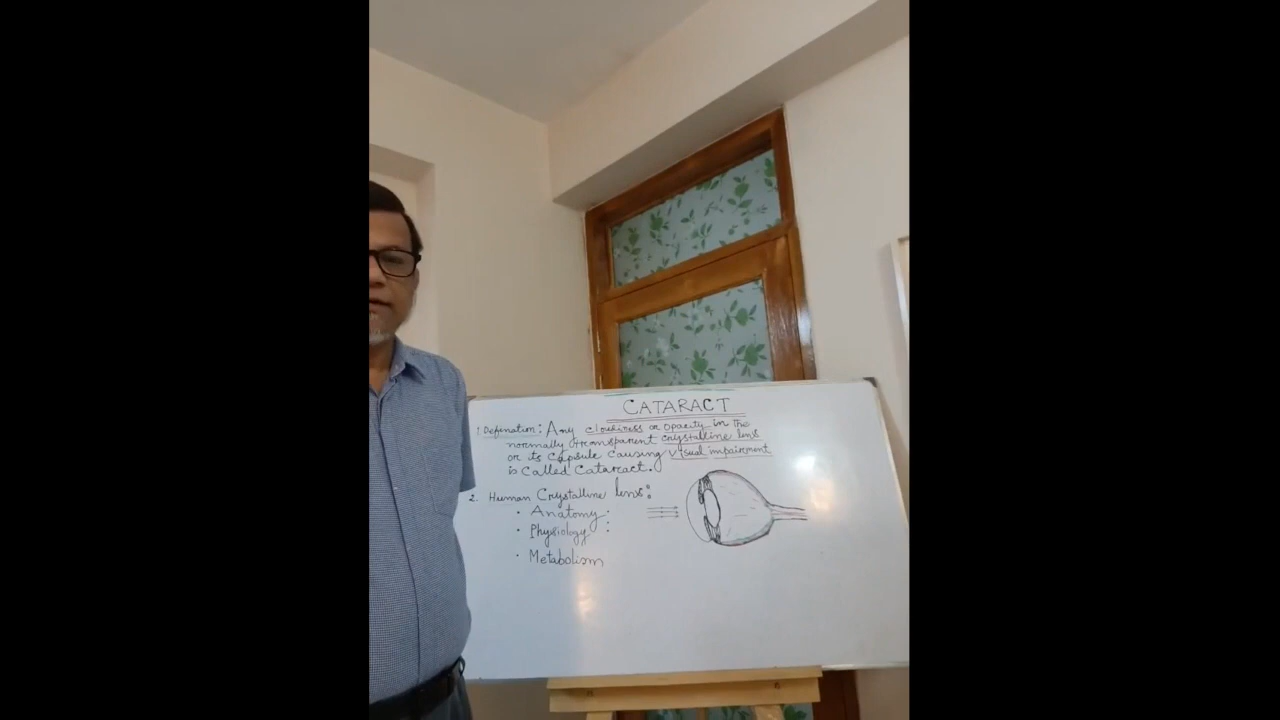 CATARACT
1. Defination: Any cloudiness or opacity in the
normally transparent crystalline lens
or its capsule causing visual impairment
is called Cataract.
2. Human Crystalline lens:
· Anatomy :
· Physiology :
· Metabolism